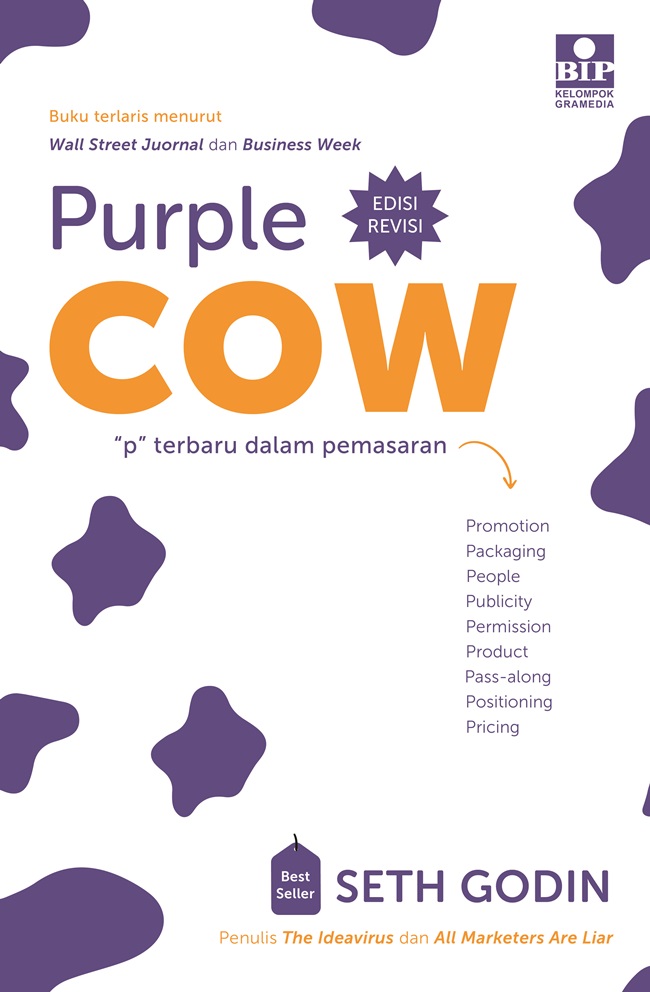 BIP
KELOMPOK
GRAMEDIA
Buku terlaris menurut
Wall Street Juornal dan Business Week
Purple
EDISI
REVISI
COW
“p” terbaru dalam pemasaran
Promotion
Packaging
People
Publicity
Permission
Product
Pass-along
Positioning
Pricing
Best
Seller
SETH GODIN
Penulis The Ideavirus dan All Marketers Are Liar